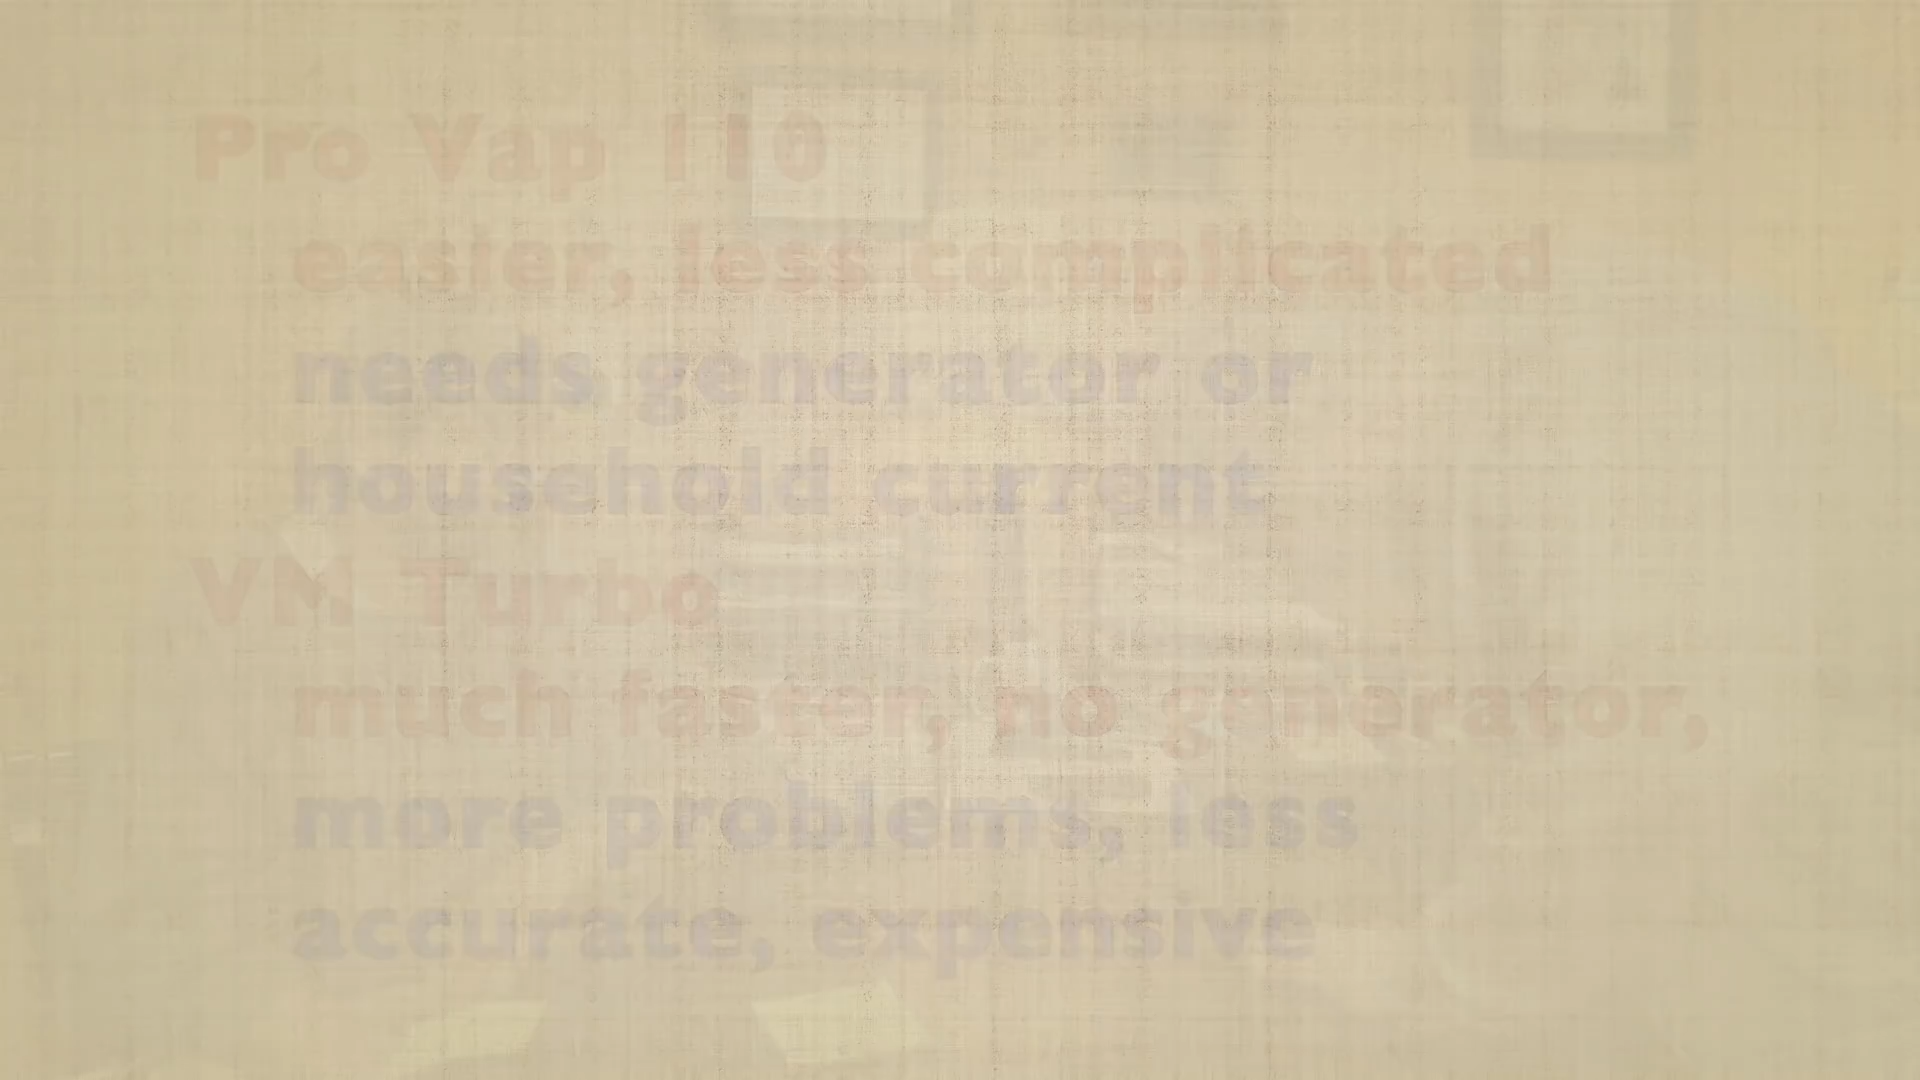 Pro Vap 110
easier, less complicated
needs generator or
household current
VM Turbo
much faster, no generator,
more problems, less
accurate, expensive